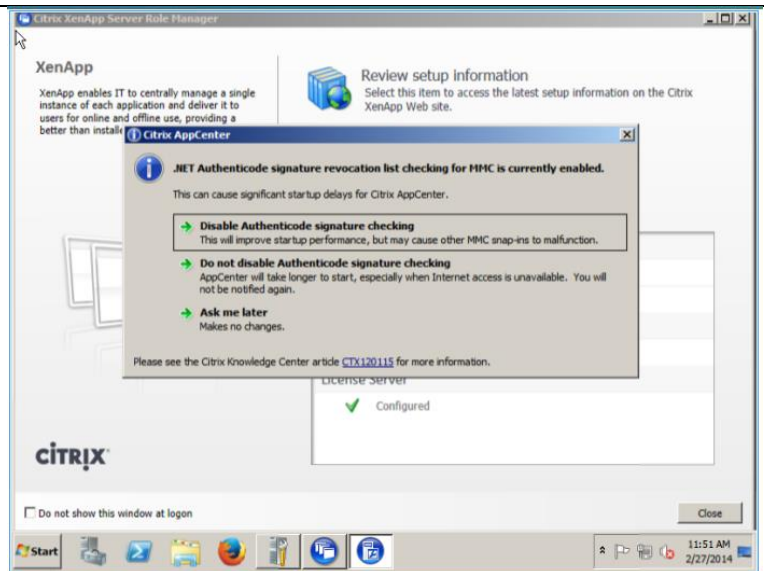 Citrix XenApp Server Role Manager
XenApp
XenApp enables IT to centrally manage a single
instance of each application and deliver it to
users for online and offline use, providing a
better than
Review setup information
Select this item to access the latest setup information on the Citrix
XenApp Web site.
Citrix AppCenter
.NET Authenticode signature revocation list checking for MMC is currently enabled.
This can cause significant startup delays for Citrix AppCenter.
Disable Authenticode signature checking
This will improve startup performance, but may cause other MMC snap-ins to malfunction.
Do not disable Authenticode signature checking
AppCenter will take longer to start, especially when Internet access is unavailable. You will
not be notified again.
Ask me later
Makes no changes.
Please see the Citrix Knowledge Center article CTX120115 for more information.
License Server
Configured
CITRIX
Do not show this window at logon
Close
Start
11:51 AM
2/27/2014